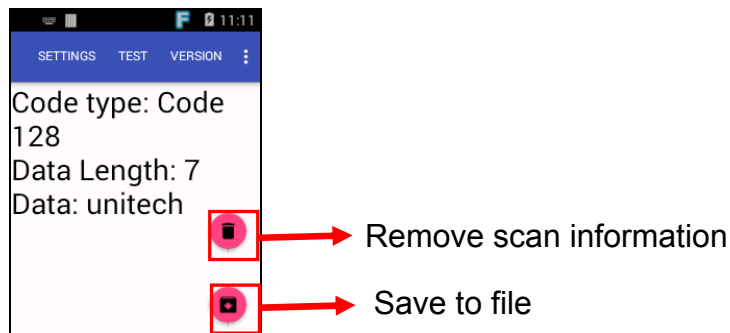 F 11:11
SETTINGS TEST VERSION
Code type: Code
128
Data Length: 7
Data: unitech
Remove scan information
Save to file